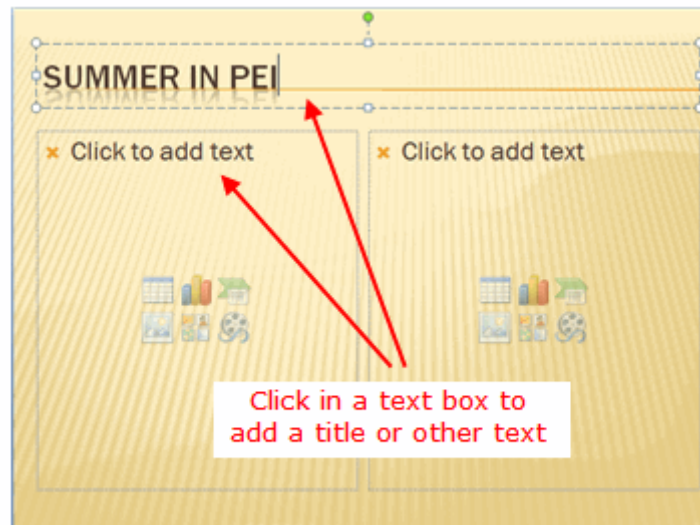 SUMMER IN PEI
Click to add text
Click to add text
Click in a text box to
add a title or other text